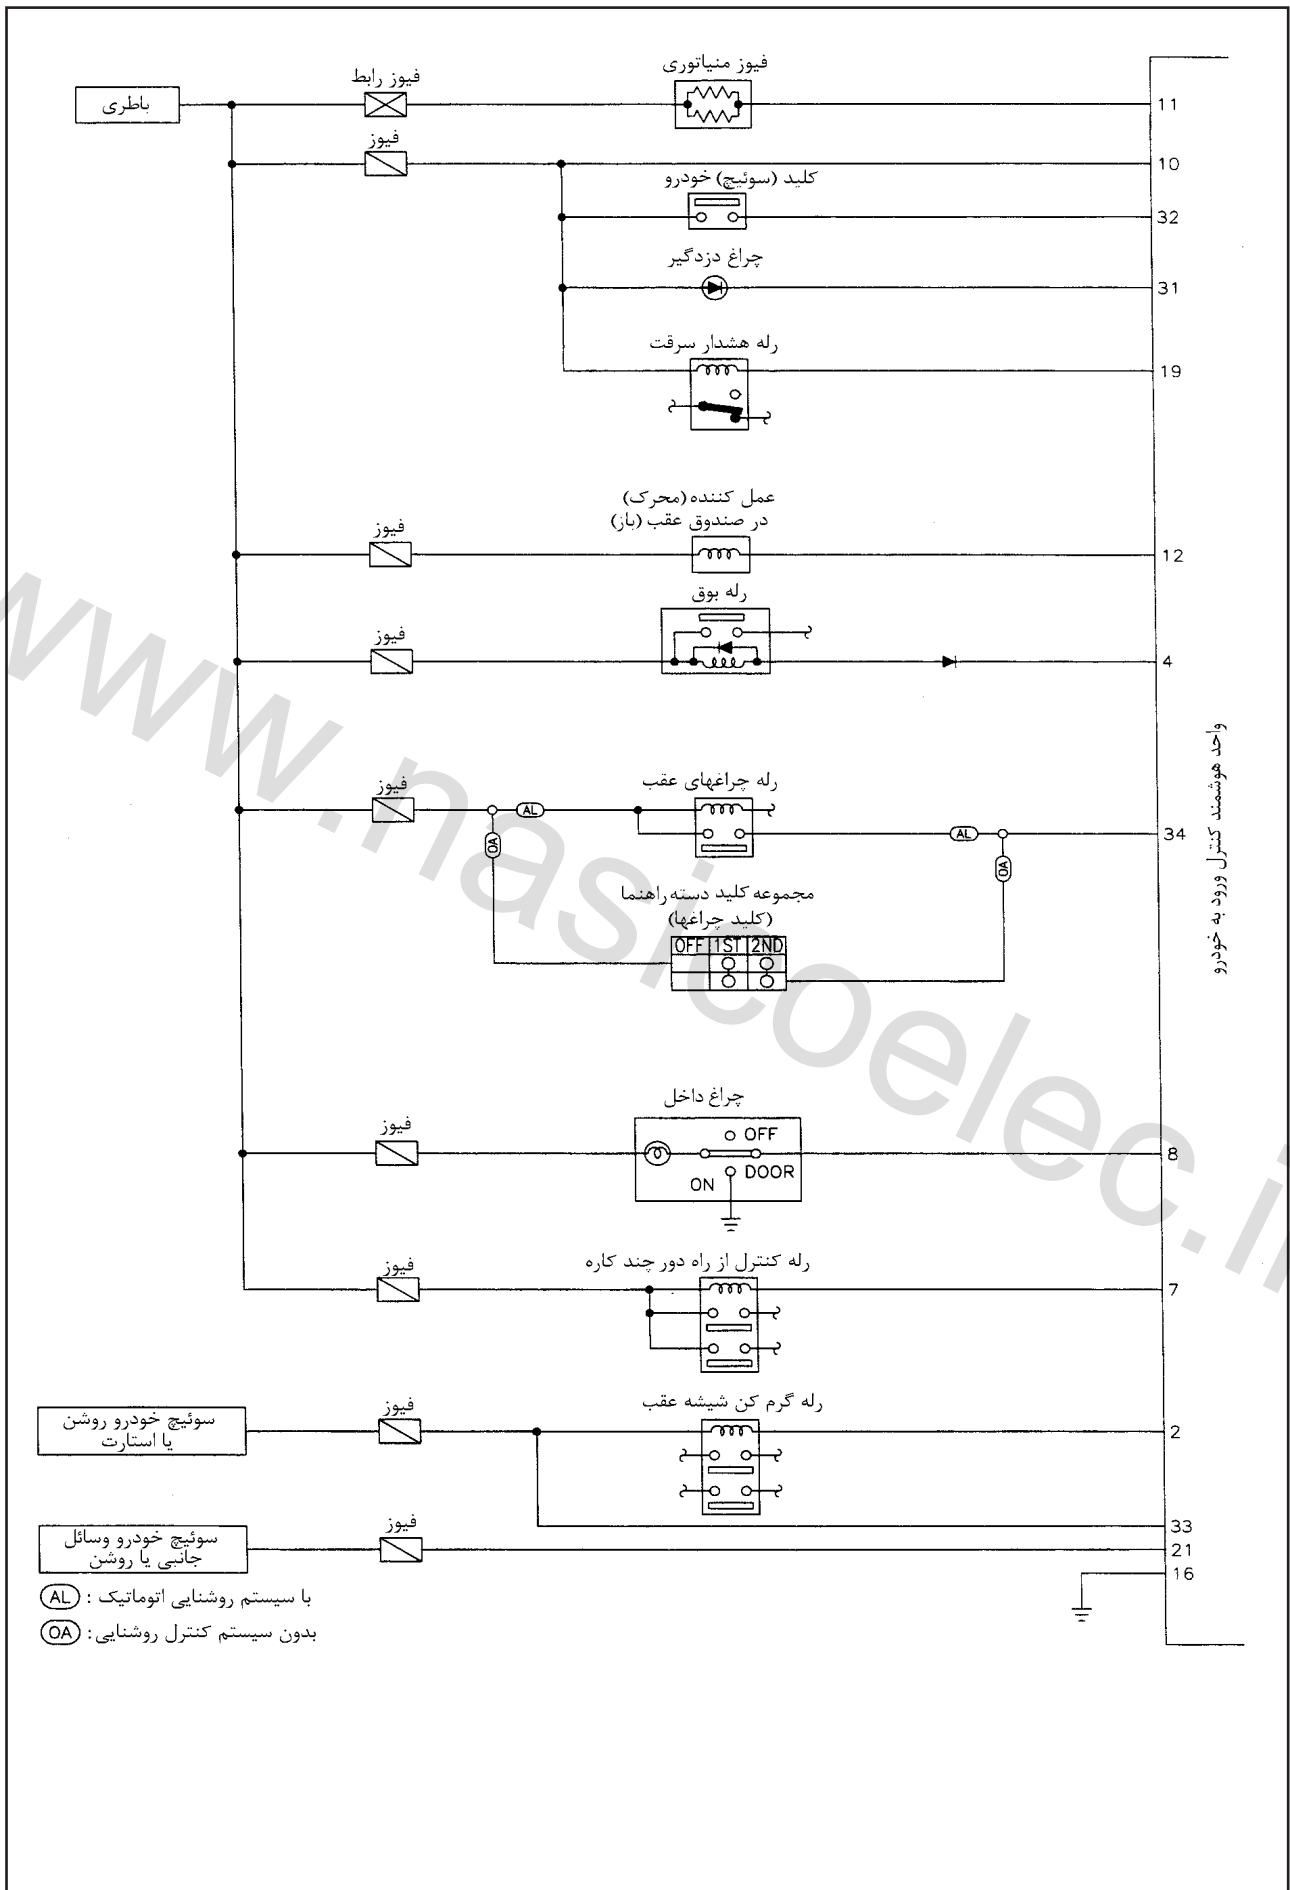 فیوز منیاتوری
فیوز رابط
باطری
11
فیوز
10
کلید (سوئیچ) خودرو
32
چراغ دزدگیر
31
رله هشدار سرقت
19
عمل کننده (محرک)
در صندوق عقب (باز)
فیوز
12
رله بوق
فیوز
4
رله چراغهای عقب
فیوز
AL
AL
34
OA
OA
مجموعه کلید دسته راهنما
(کلید چراغها)
OFF 1ST 2ND
واحد هوشمند کنترل ورود به خودرو
چراغ داخل
فیوز
OFF
8
DOOR
ON
رله کنترل از راه دور چند کاره
فیوز
7
رله گرم کن شیشه عقب
فیوز
سوئیچ خودرو روشن
یا استارت
2
فیوز
33
سوئیچ خودرو وسائل
جانبی یا روشن
21
16
با سیستم روشنایی اتوماتیک : AL
بدون سیستم کنترل روشنایی : OA
www.nasicoelec.ir